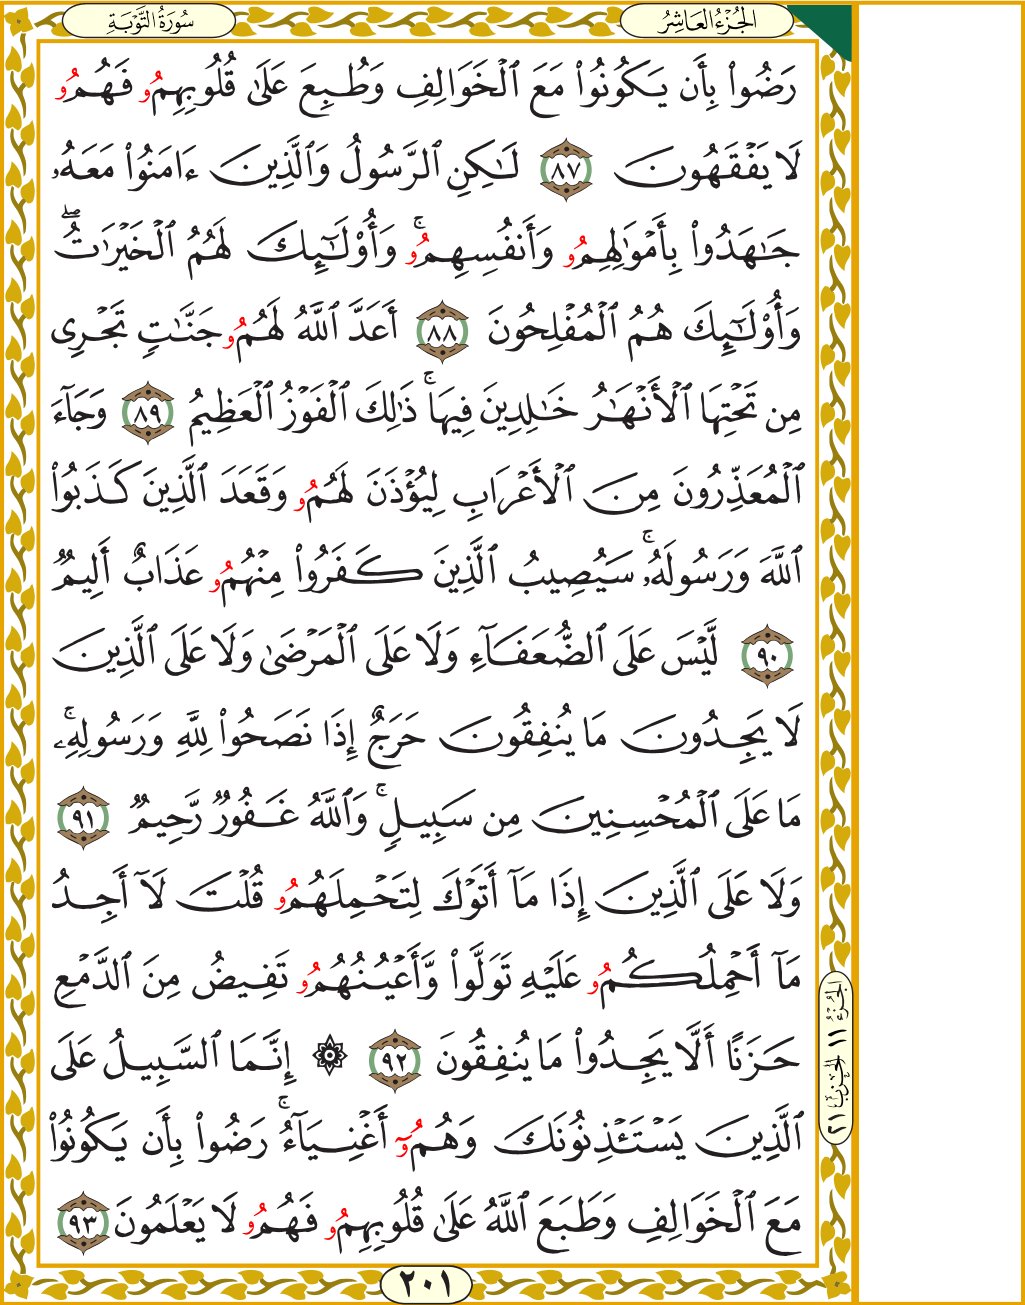 سُورَةُ التَّوْبَةِ
الجُزْءُ العَاشِرُ
رَضُوا۟ بِأَن يَكُونُوا۟ مَعَ ٱلْخَوَالِفِ وَطُبِعَ عَلَىٰ قُلُوبِهِمُۥ فَهُمُۥ
لَا يَفْقَهُونَ ٨٧ لَـٰكِنِ ٱلرَّسُولُ وَٱلَّذِينَ ءَامَنُوا۟ مَعَهُۥ
جَـٰهَدُوا۟ بِأَمْوَٰلِهِمُۥ وَأَنفُسِهِمُۥۚ وَأُو۟لَـٰٓئِكَ لَهُمُ ٱلْخَيْرَٰتُۖ
وَأُو۟لَـٰٓئِكَ هُمُ ٱلْمُفْلِحُونَ ٨٨ أَعَدَّ ٱللَّهُ لَهُمُۥ جَنَّـٰتٍ تَجْرِى
مِن تَحْتِهَا ٱلْأَنْهَـٰرُ خَـٰلِدِينَ فِيهَاۚ ذَٰلِكَ ٱلْفَوْزُ ٱلْعَظِيمُ ٨٩ وَجَآءَ
ٱلْمُعَذِّرُونَ مِنَ ٱلْأَعْرَابِ لِيُؤْذَنَ لَهُمُۥ وَقَعَدَ ٱلَّذِينَ كَذَبُوا۟
ٱللَّهَ وَرَسُولَهُۥۚ سَيُصِيبُ ٱلَّذِينَ كَفَرُوا۟ مِنْهُمُۥ عَذَابٌ أَلِيمٌ
٩٠ لَّيْسَ عَلَى ٱلضُّعَفَآءِ وَلَا عَلَى ٱلْمَرْضَىٰ وَلَا عَلَى ٱلَّذِينَ
لَا يَجِدُونَ مَا يُنفِقُونَ حَرَجٌ إِذَا نَصَحُوا۟ لِلَّهِ وَرَسُولِهِۦۚ
مَا عَلَى ٱلْمُحْسِنِينَ مِن سَبِيلٍۚ وَٱللَّهُ غَفُورٌ رَّحِيمٌ ٩١
وَلَا عَلَى ٱلَّذِينَ إِذَا مَآ أَتَوْكَ لِتَحْمِلَهُمُۥ قُلْتَ لَآ أَجِدُ
مَآ أَحْمِلُكُمُۥ عَلَيْهِ تَوَلَّوا۟ وَّأَعْيُنُهُمُۥ تَفِيضُ مِنَ ٱلدَّمْعِ
حَزَنًا أَلَّا يَجِدُوا۟ مَا يُنفِقُونَ ٩٢ ۞ إِنَّمَا ٱلسَّبِيلُ عَلَى
ٱلَّذِينَ يَسْتَـْٔذِنُونَكَ وَهُمُۥٓ أَغْنِيَآءُۚ رَضُوا۟ بِأَن يَكُونُوا۟
مَعَ ٱلْخَوَالِفِ وَطَبَعَ ٱللَّهُ عَلَىٰ قُلُوبِهِمُۥ فَهُمُۥ لَا يَعْلَمُونَ ٩٣
الجُزْءُ ١١ الحِزْبُ ٢١
٢٠١